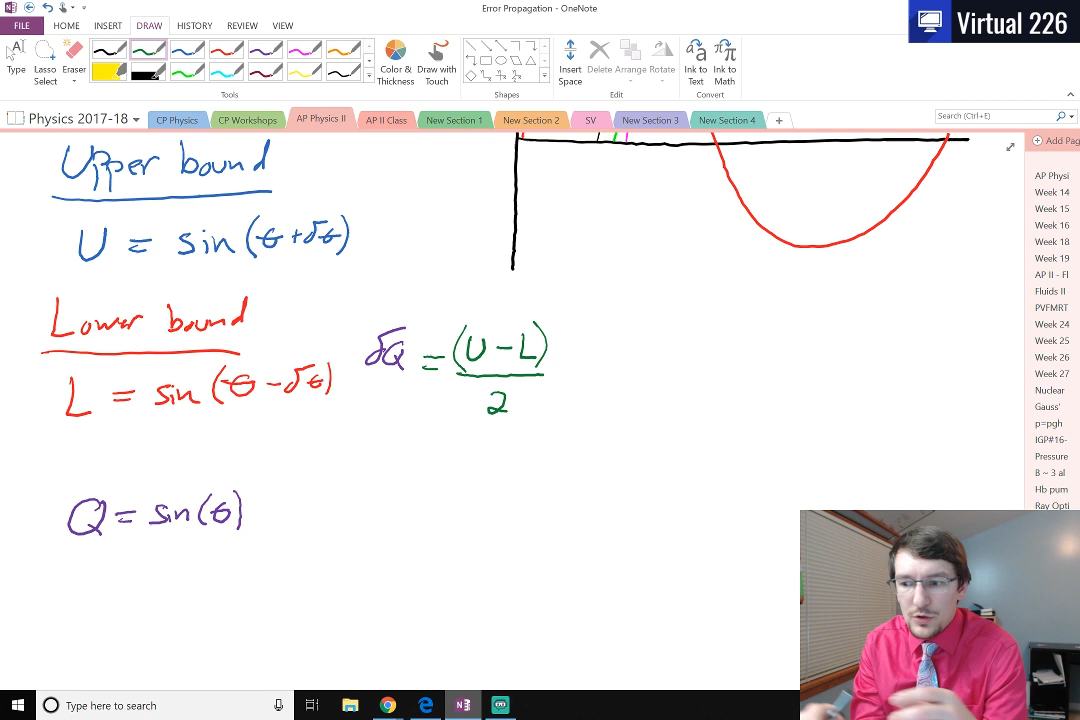 Error Propagation - OneNote
Virtual 226
FILE HOME INSERT DRAW HISTORY REVIEW VIEW
Type Lasso Select Eraser Color & Thickness Draw with Touch Insert Space Delete Arrange Rotate Ink to Text Ink to Math
Tools Shapes Edit Convert
Physics 2017-18 CP Physics CP Workshops AP Physics II AP II Class New Section 1 New Section 2 SV New Section 3 New Section 4 + Search (Ctrl+E)
Add Pag
AP Physi
Week 14
Week 15
Week 16
Week 18
Week 19
AP II - Fl
Fluids II
PVFMRT
Week 24
Week 25
Week 26
Week 27
Nuclear
Gauss'
p=pgh
IGP#16-
Pressure
B ~ 3 al
Hb pum
Ray Opti
Upper bound
U = sin(θ+δθ)
Lower bound
L = sin(θ-δθ)
δQ = (U-L)
2
Q = sin(θ)
Type here to search